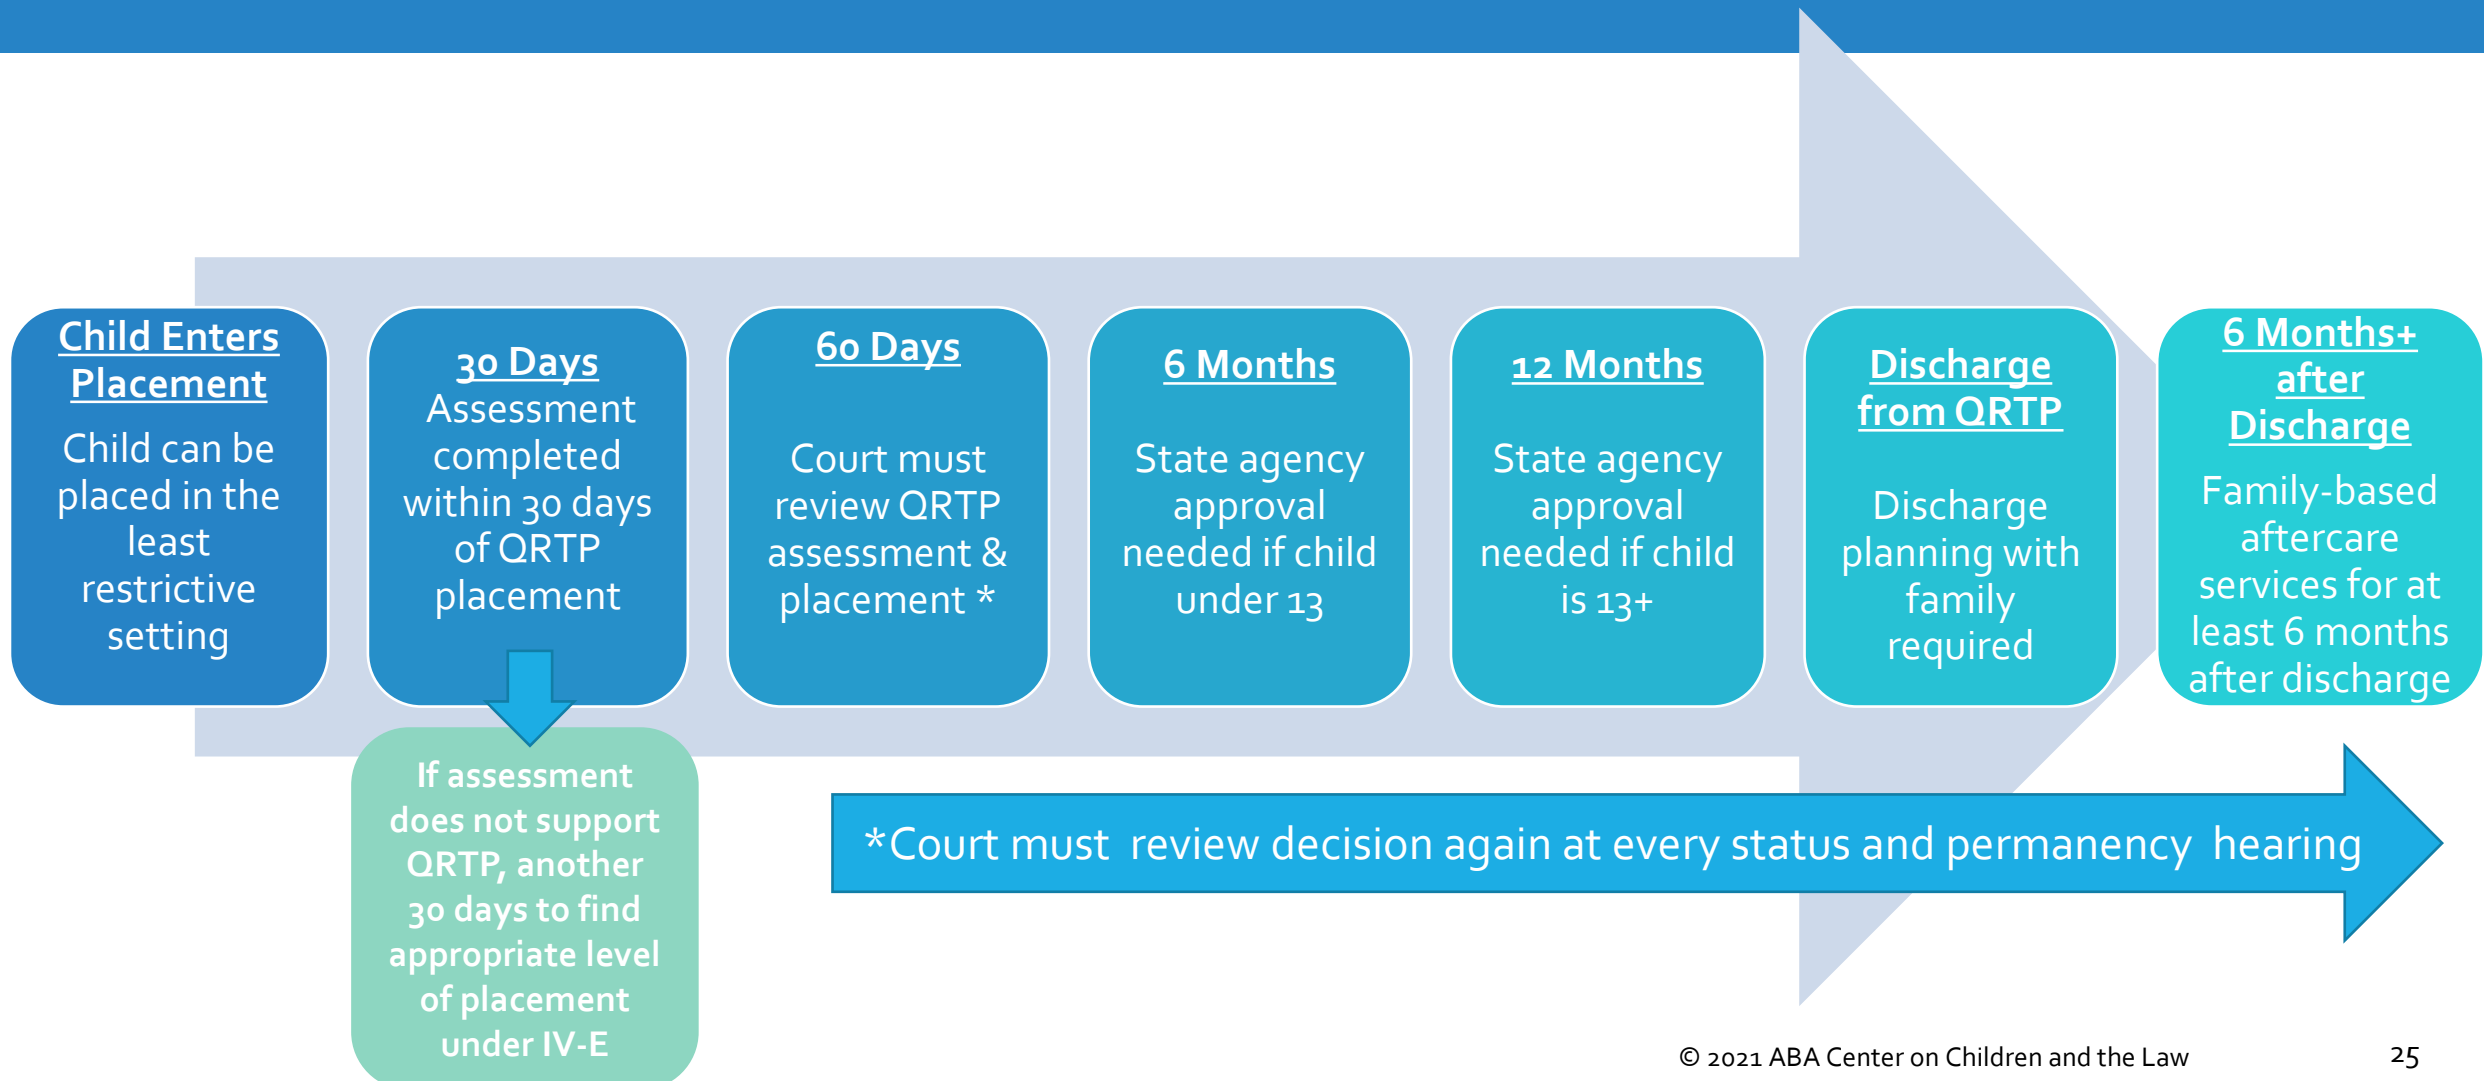 Child Enters
Placement
Child can be
placed in the
least
restrictive
setting
30 Days
Assessment
completed
within 30 days
of QRTP
placement
If assessment
does not support
QRTP, another
30 days to find
appropriate level
of placement
under IV-E
60 Days
Court must
review QRTP
assessment &
placement *
6 Months
State agency
approval
needed if child
under 13
12 Months
State agency
approval
needed if child
is 13+
Discharge
from QRTP
Discharge
planning with
family
required
6 Months+
after
Discharge
Family-based
aftercare
services for at
least 6 months
after discharge
*Court must review decision again at every status and permanency hearing
© 2021 ABA Center on Children and the Law
25